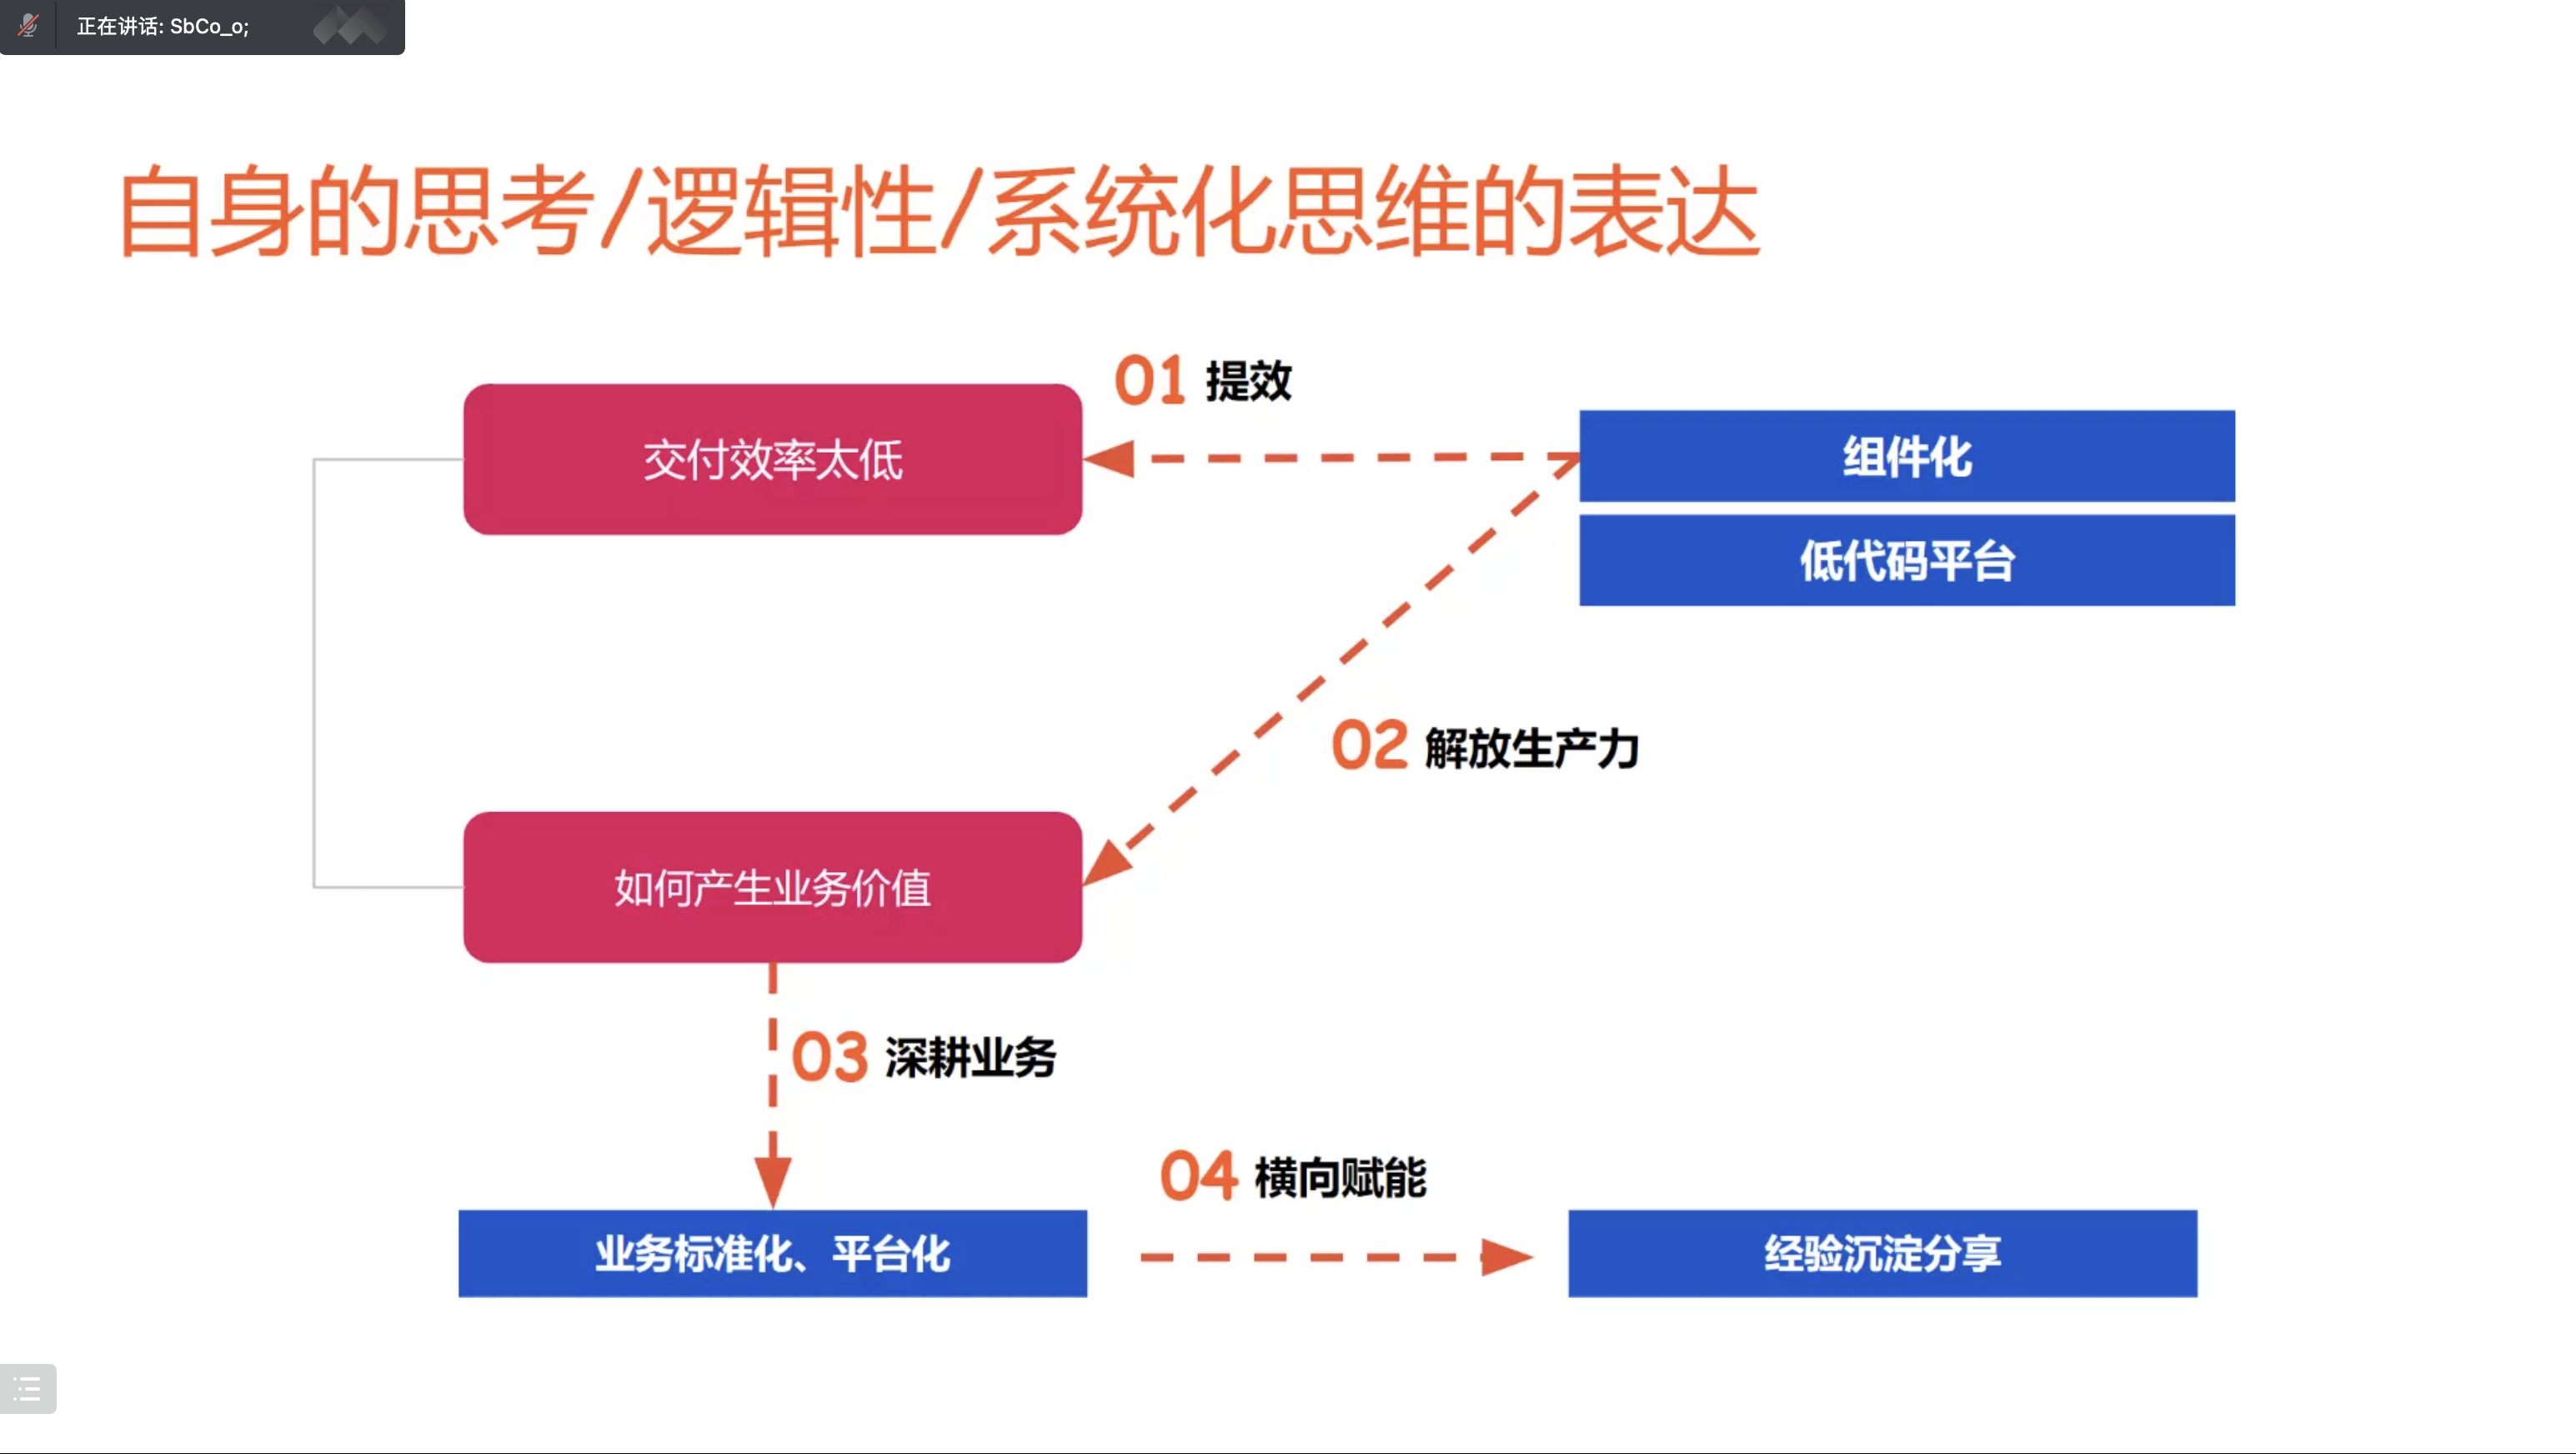 正在讲话: SbCo_o;
自身的思考/逻辑性/系统化思维的表达
01 提效
交付效率太低
组件化
低代码平台
02 解放生产力
如何产生业务价值
03 深耕业务
04 横向赋能
业务标准化、平台化
经验沉淀分享